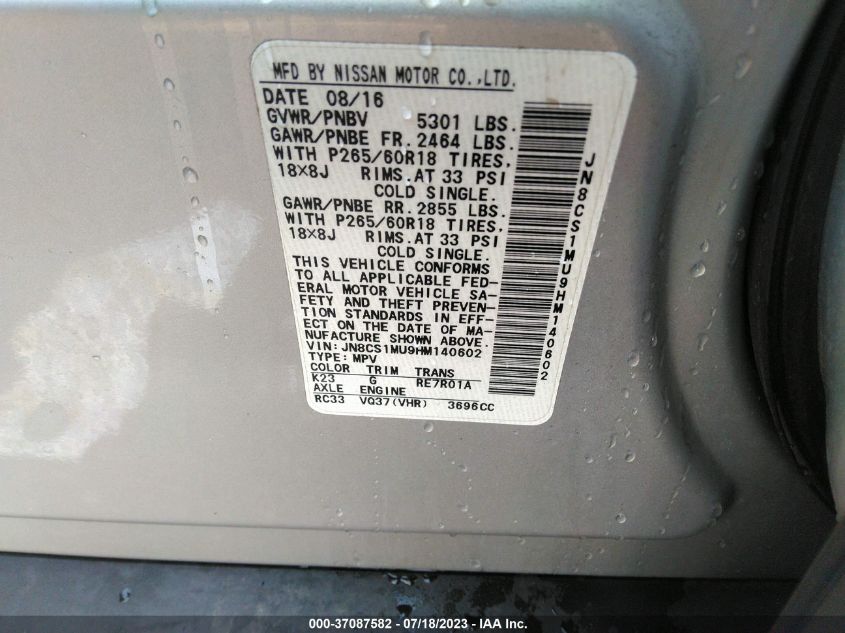 MFD BY NISSAN MOTOR CO.,LTD.
DATE 08/16
GVWR/PNBV 5301 LBS.
GAWR/PNBE FR. 2464 LBS.
WITH P265/60R18 TIRES,
18X8J RIMS.AT 33 PSI
COLD SINGLE.
GAWR/PNBE RR. 2855 LBS.
WITH P265/60R18 TIRES,
18X8J RIMS.AT 33 PSI
COLD SINGLE.
THIS VEHICLE CONFORMS
TO ALL APPLICABLE FED-
ERAL MOTOR VEHICLE SA-
FETY AND THEFT PREVEN-
TION STANDARDS IN EFF-
ECT ON THE DATE OF MA-
NUFACTURE SHOWN ABOVE.
VIN:JN8CS1MU9HM140602
TYPE:MPV
COLOR TRIM TRANS
K23 G RE7R01A
AXLE ENGINE
RC33 VQ37(VHR) 3696CC
JN8CS1MU9HM140602
000-37087582 / 07/18/2023 - © IAA Inc.